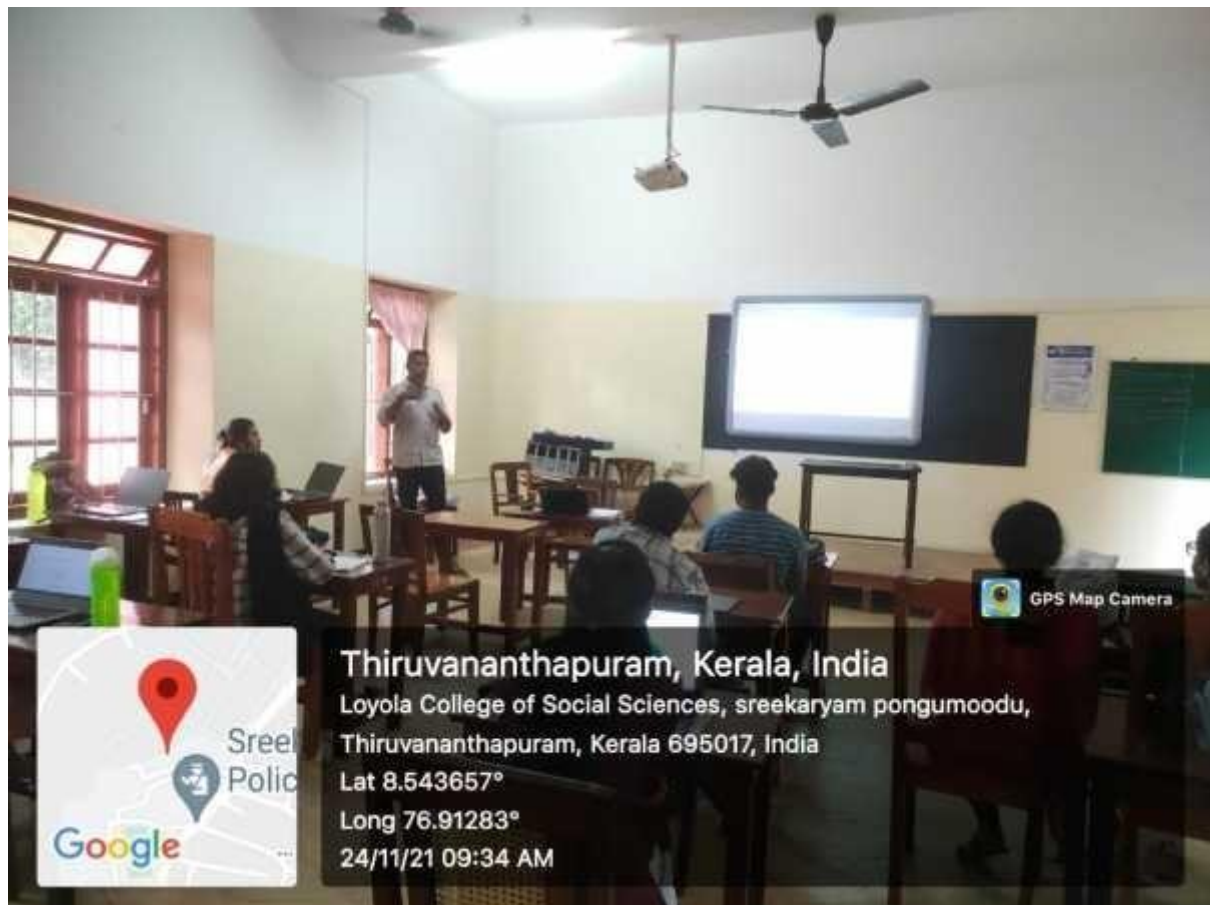 GPS Map Camera
Thiruvananthapuram, Kerala, India
Loyola College of Social Sciences, sreekaryam pongumoodu,
Thiruvananthapuram, Kerala 695017, India
Lat 8.543657°
Long 76.91283°
24/11/21 09:34 AM
Sreel
Polic
Google